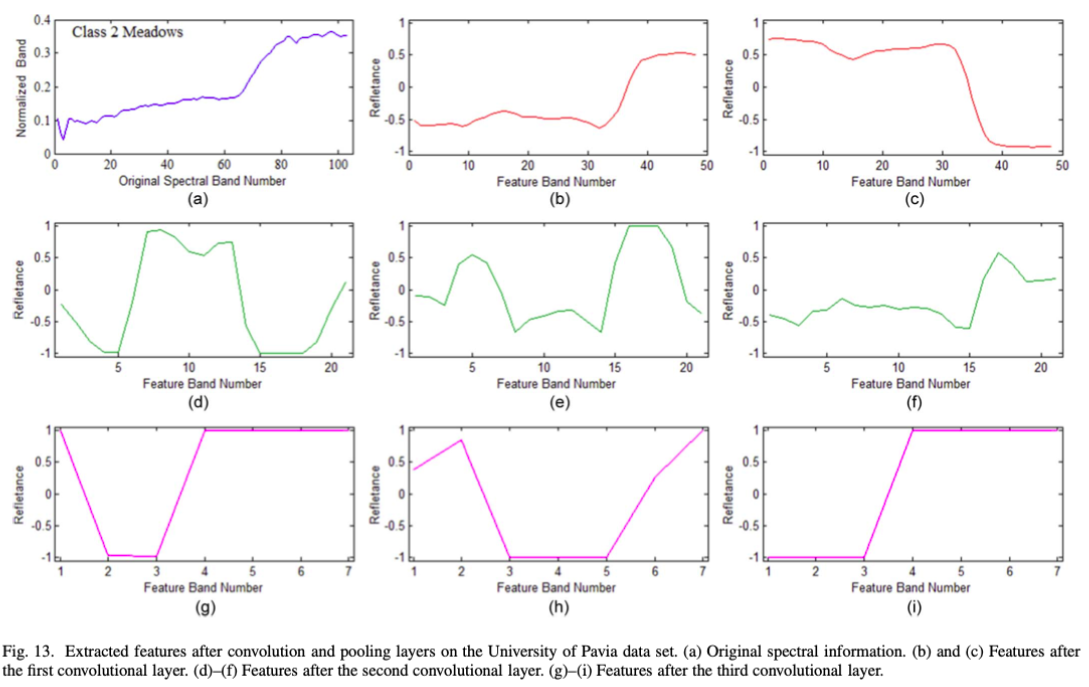 Class 2 Meadows
0.4
0.3
0.2
0.1
0
0 20 40 60 80 100
Normalized Band
Original Spectral Band Number
(a)
1
0.5
0
-0.5
-1
0 10 20 30 40 50
Refletance
Feature Band Number
(b)
1
0.5
0
-0.5
-1
0 10 20 30 40 50
Refletance
Feature Band Number
(c)
1
0.5
0
-0.5
-1
5 10 15 20
Refletance
Feature Band Number
(d)
1
0.5
0
-0.5
-1
5 10 15 20
Refletance
Feature Band Number
(e)
1
0.5
0
-0.5
-1
5 10 15 20
Refletance
Feature Band Number
(f)
1
0.5
0
-0.5
-1
1 2 3 4 5 6 7
Refletance
Feature Band Number
(g)
1
0.5
0
-0.5
-1
1 2 3 4 5 6 7
Refletance
Feature Band Number
(h)
1
0.5
0
-0.5
-1
1 2 3 4 5 6 7
Refletance
Feature Band Number
(i)
Fig. 13. Extracted features after convolution and pooling layers on the University of Pavia data set. (a) Original spectral information. (b) and (c) Features after
the first convolutional layer. (d)–(f) Features after the second convolutional layer. (g)–(i) Features after the third convolutional layer.